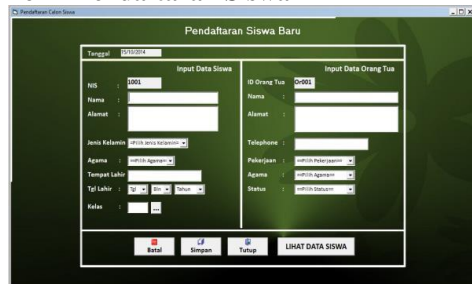 Pendaftaran Calon Siswa
Pendaftaran Siswa Baru
Tanggal 15/10/2014
Input Data Siswa
NIS : 1001
Nama :
Alamat :
Jenis Kelamin =Pilih Jenis Kelamin=
Agama : =Pilih Agama=
Tempat Lahir
Tgl Lahir : Tgl Bln Tahun
Kelas : ...
Input Data Orang Tua
ID Orang Tua Or001
Nama :
Alamat :
Telephone :
Pekerjaan : =Pilih Pekerjaan=
Agama : =Pilih Agama=
Status : =Pilih Status=
Batal Simpan Tutup LIHAT DATA SISWA